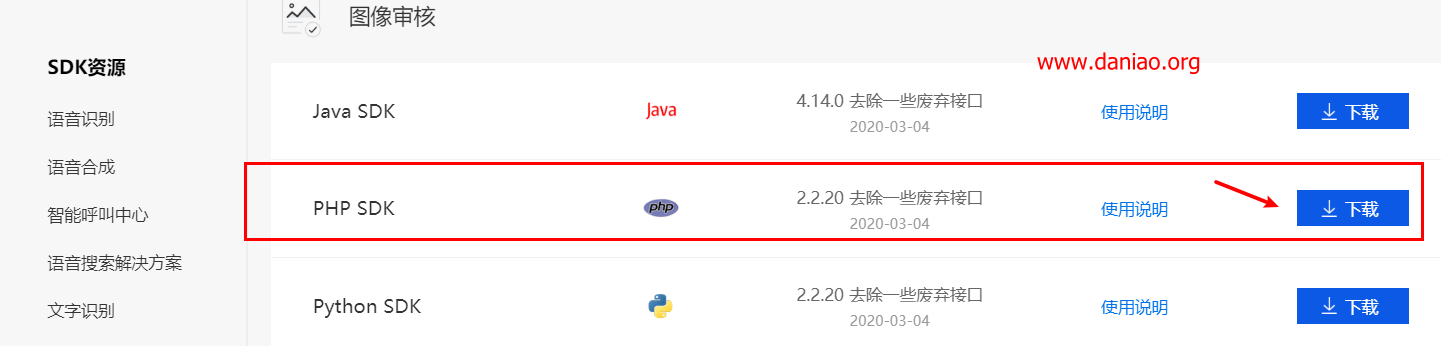 图像审核
SDK资源
语音识别
语音合成
智能呼叫中心
语音搜索解决方案
文字识别
www.daniao.org
Java SDK
Java
4.14.0 去除一些废弃接口
2020-03-04
使用说明
下载
PHP SDK
php
2.2.20 去除一些废弃接口
2020-03-04
使用说明
下载
Python SDK
2.2.20 去除一些废弃接口
2020-03-04
使用说明
下载